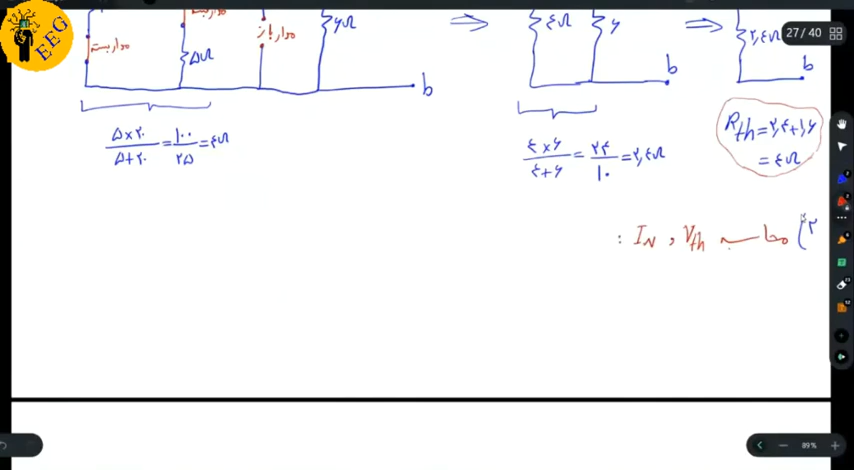 EEG
مدار بسته
مدار بسته
مدار باز
۵Ω
۶Ω
b
⇒
۴Ω
۶
b
⇒
۲,۴Ω
b
27 / 40
(۵×۲۰)/(۵+۲۰) = ۱۰۰/۲۵ = ۴Ω
(۴×۶)/(۴+۶) = ۲۴/۱۰ = ۲,۴Ω
Rth = ۲,۴+۱,۶
= ۴Ω
۲) محاسبه Vth و IN :
89%